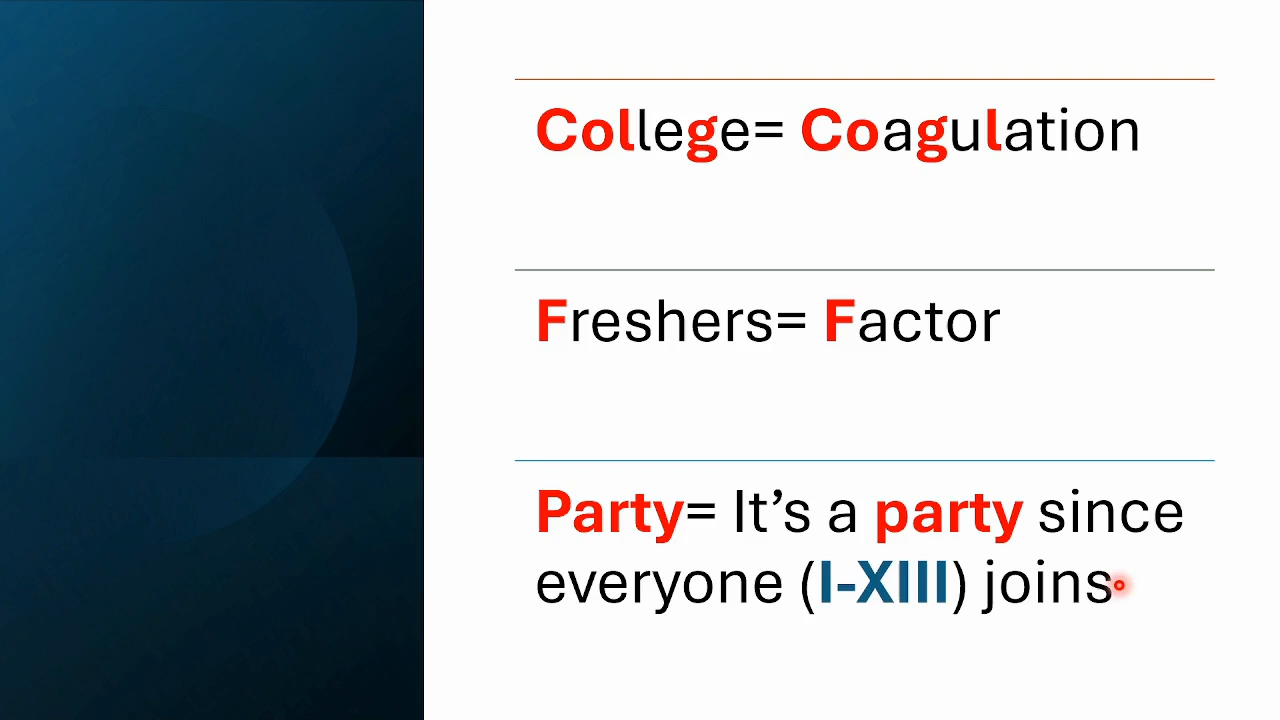 College= Coagulation
Freshers= Factor
Party= It’s a party since
everyone (I-XIII) joins